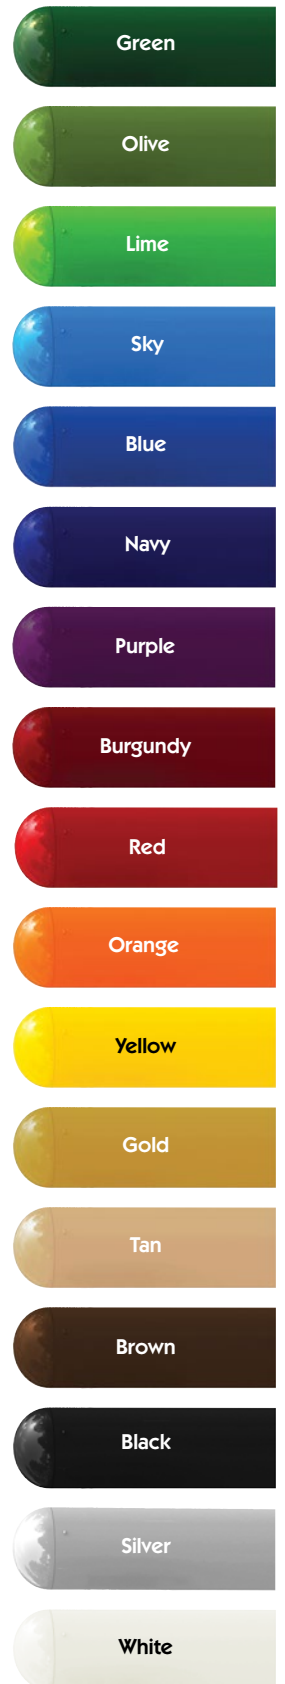 Green
Olive
Lime
Sky
Blue
Navy
Purple
Burgundy
Red
Orange
Yellow
Gold
Tan
Brown
Black
Silver
White